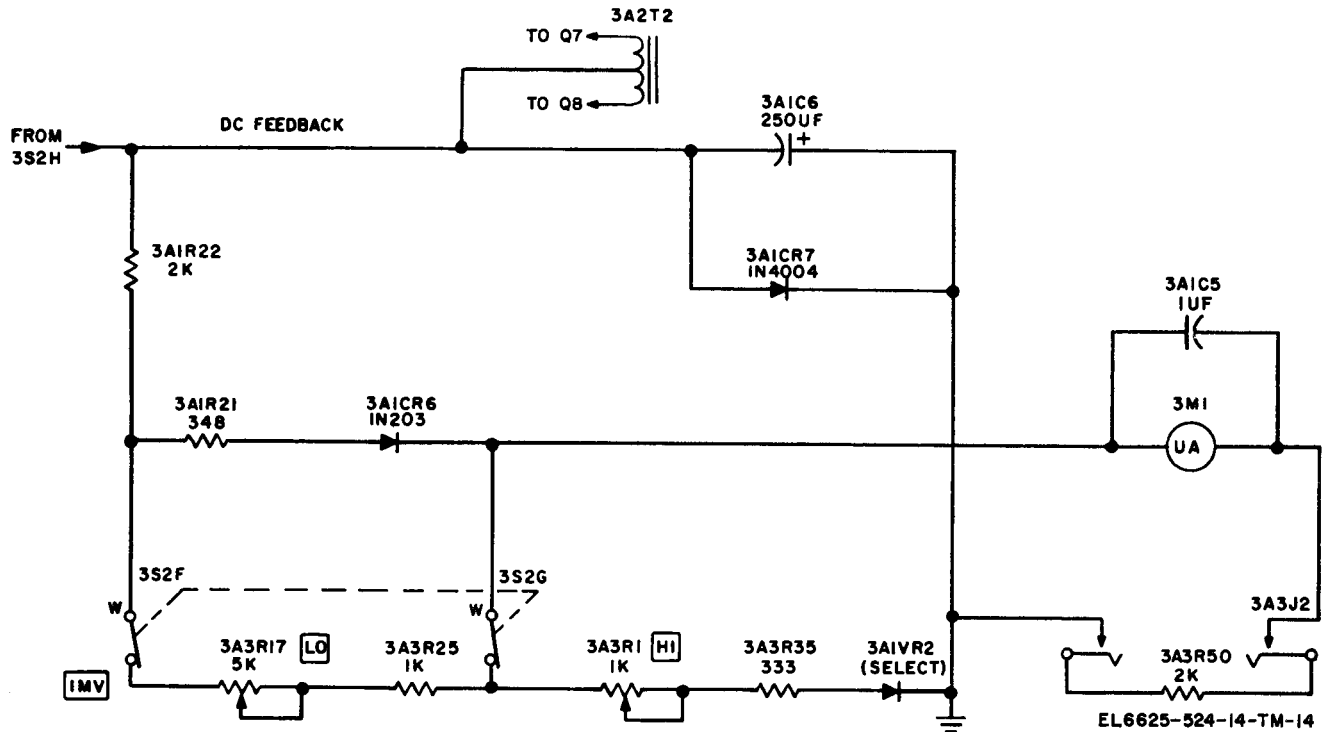 3A2T2
TO Q7
TO Q8
3A1C6
250UF
+
FROM
3S2H
DC FEEDBACK
3A1R22
2K
3A1CR7
1N4004
3A1C5
1UF
3A1R21
348
3A1CR6
1N203
3M1
UA
3S2F
3S2G
W
W
3A3J2
3A3R17
5K
LO
3A3R25
1K
3A3R1
1K
HI
3A3R35
333
3A1VR2
(SELECT)
3A3R50
2K
1MV
EL6625-524-14-TM-14